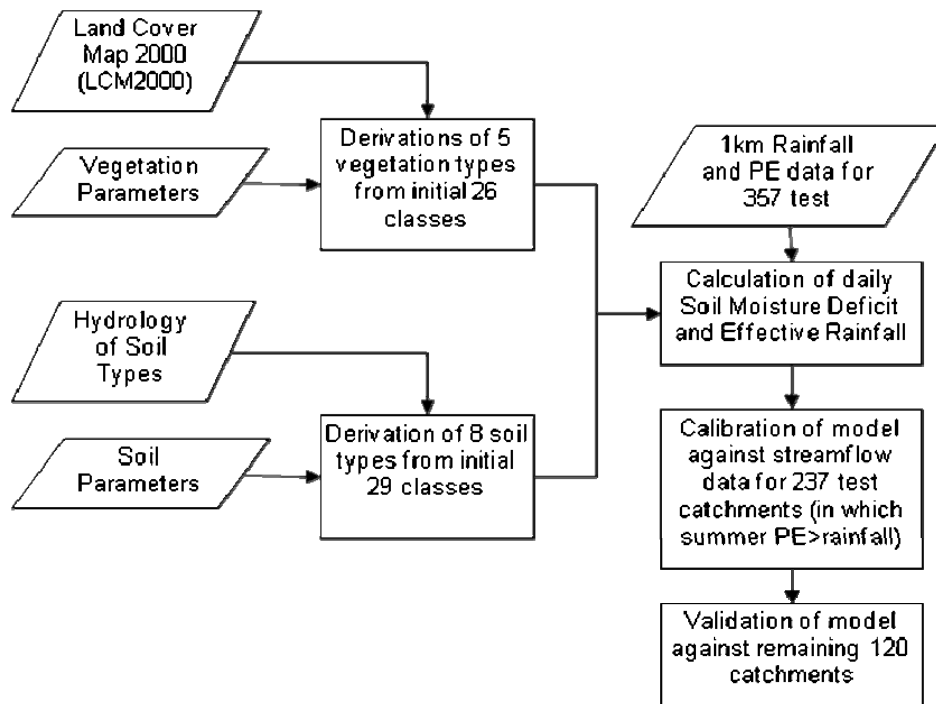 Land Cover
Map 2000
(LCM2000)
Vegetation
Parameters
Derivations of 5
vegetation types
from initial 26
classes
Hydrology
of Soil
Types
Soil
Parameters
Derivation of 8 soil
types from initial
29 classes
1km Rainfall
and PE data for
357 test
Calculation of daily
Soil Moisture Deficit
and Effective Rainfall
Calibration of model
against streamflow
data for 237 test
catchments (in which
summer PE>rainfall)
Validation of model
against remaining 120
catchments